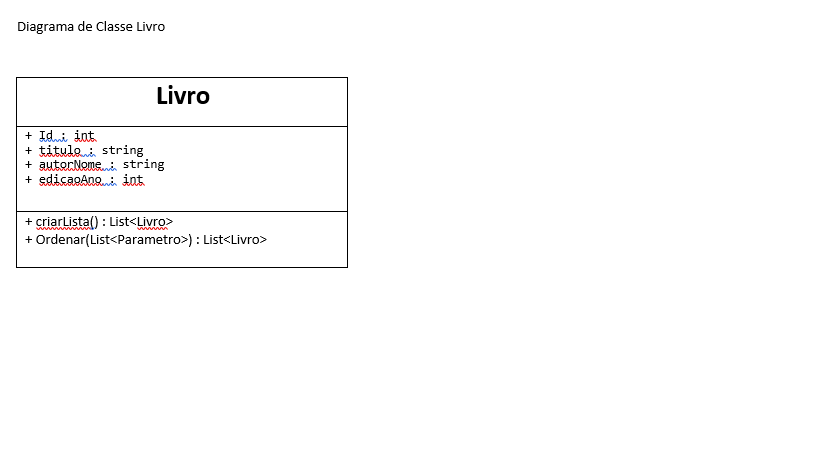 Diagrama de Classe Livro
Livro
+ Id : int
+ titulo : string
+ autorNome : string
+ edicaoAno : int
+ criarLista() : List<Livro>
+ Ordenar(List<Parametro>) : List<Livro>